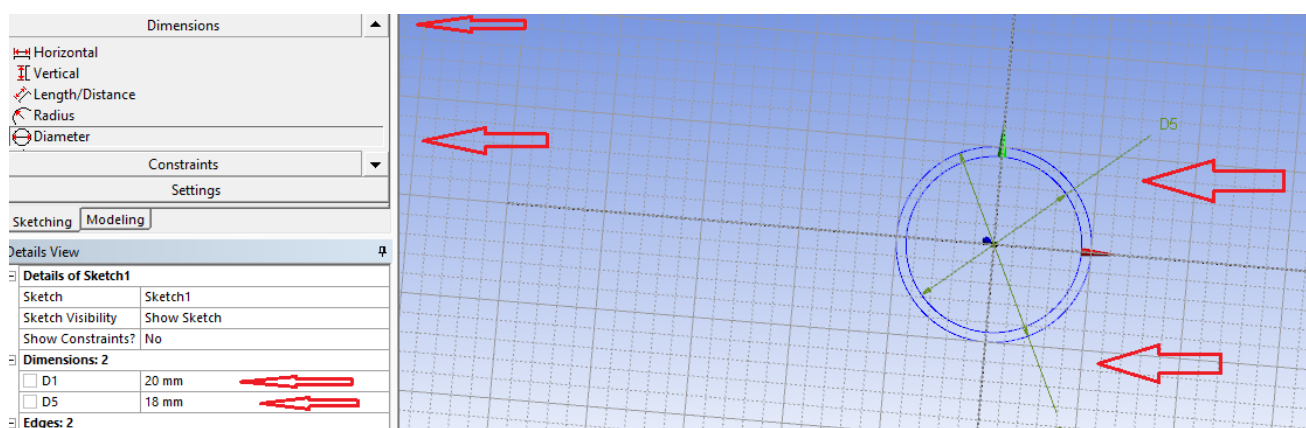 Dimensions
Horizontal
Vertical
Length/Distance
Radius
Diameter
Constraints
Settings
Sketching Modeling
Details View
Details of Sketch1
Sketch Sketch1
Sketch Visibility Show Sketch
Show Constraints? No
Dimensions: 2
D1 20 mm
D5 18 mm
Edges: 2
D5